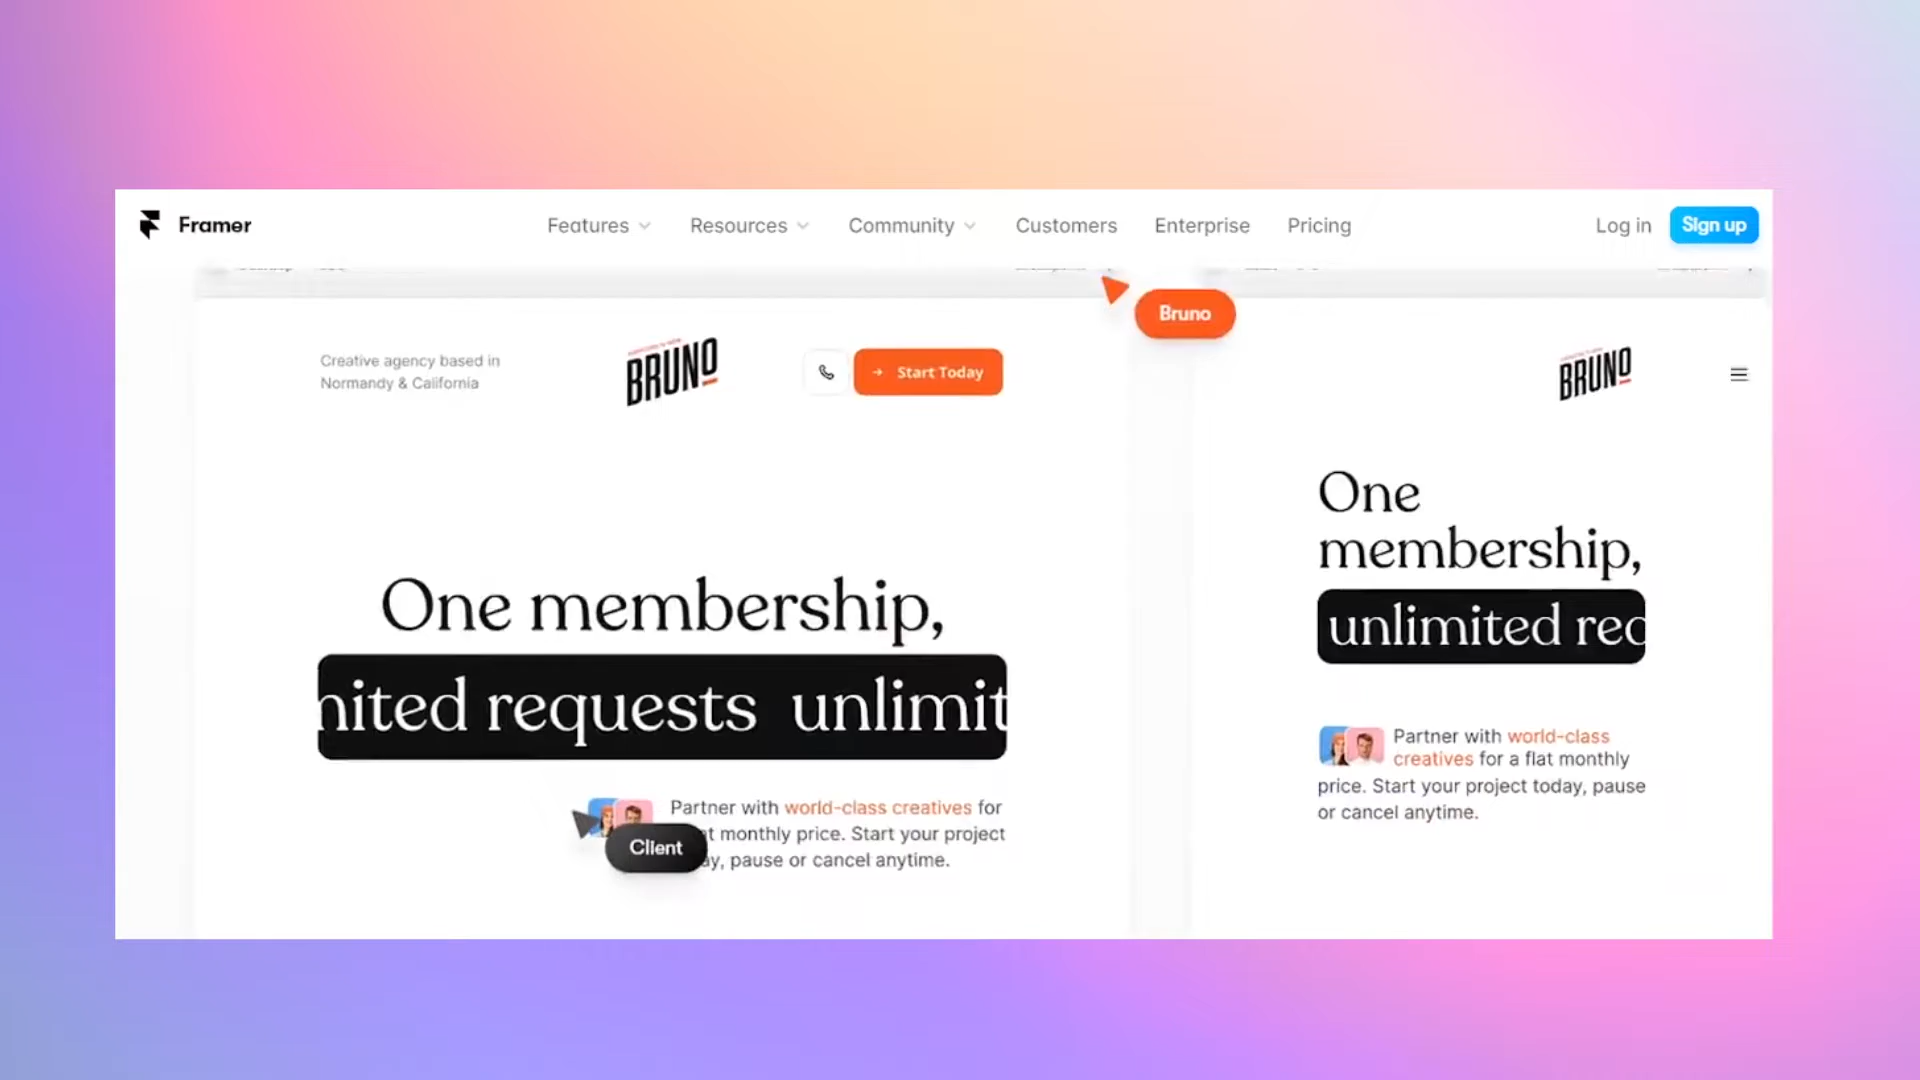 Framer
Features
Resources
Community
Customers
Enterprise
Pricing
Log in
Sign up
Bruno
Creative agency based in
Normandy & California
BRUNO
Start Today
One membership,
nited requests unlimit
Partner with world-class creatives for
t monthly price. Start your project
ay, pause or cancel anytime.
Client
BRUNO
One
membership,
unlimited req
Partner with world-class
creatives for a flat monthly
price. Start your project today, pause
or cancel anytime.